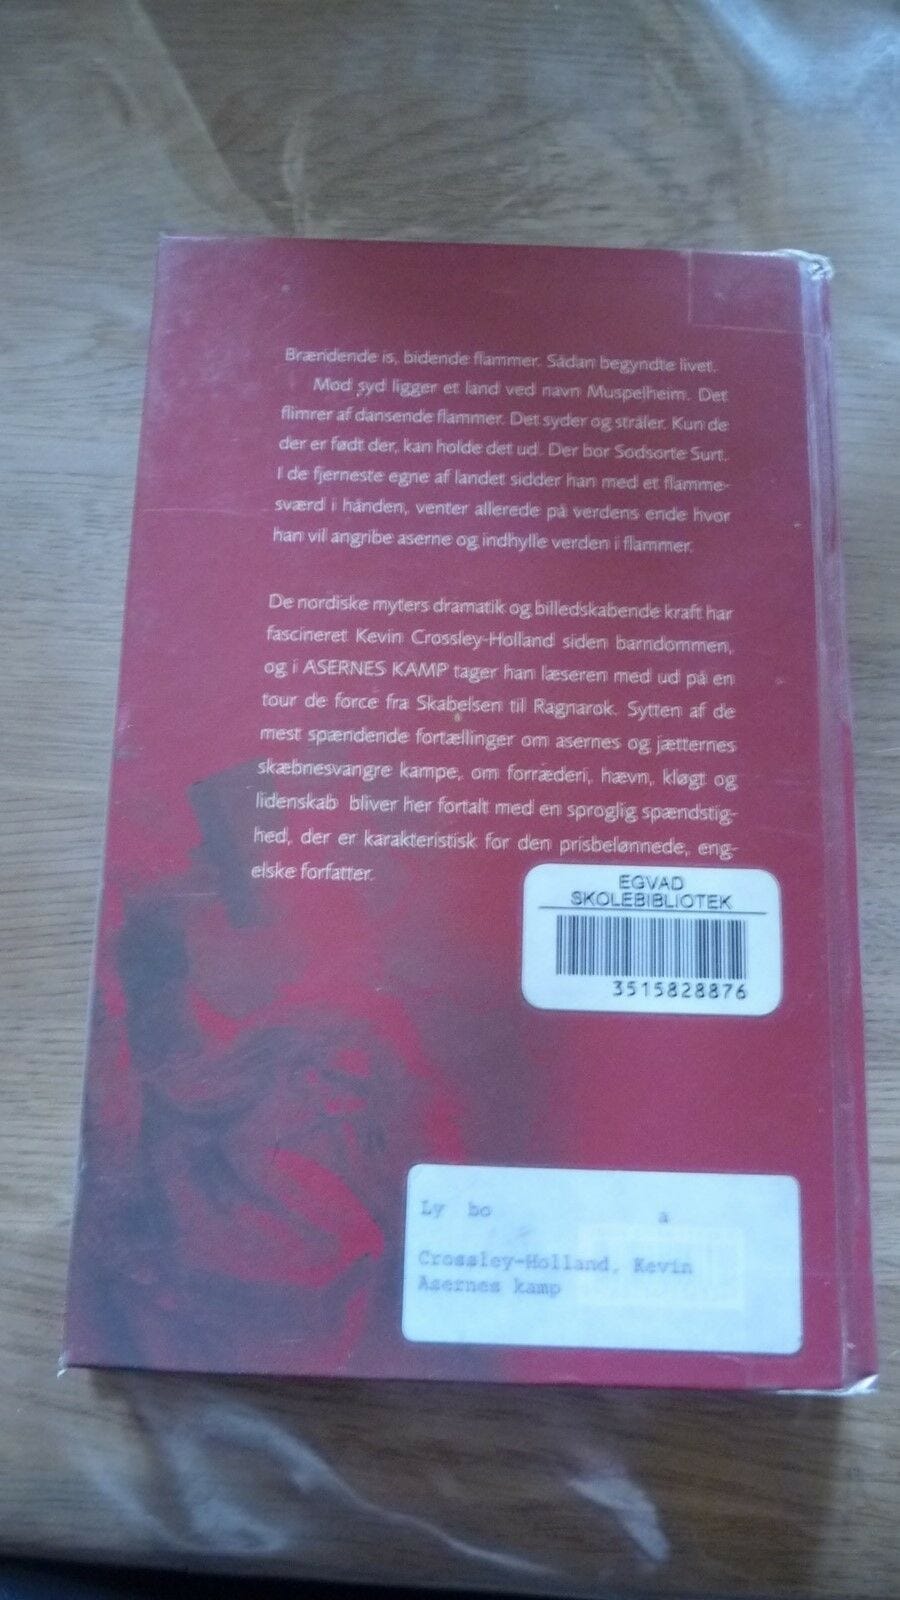 Brændende is, bidende flammer. Sådan begyndte livet.
Mod syd ligger et land ved navn Muspelheim. Det
flimrer af dansende flammer. Det syder og stråler. Kun de
der er født der, kan holde det ud. Der bor Sodsorte Surt.
I de fjerneste egne af landet sidder han med et flamme-
sværd i hånden, venter allerede på verdens ende hvor
han vil angribe aserne og indhylle verden i flammer.
De nordiske myters dramatik og billedskabende kraft har
fascineret Kevin Crossley-Holland siden barndommen,
og i ASERNES KAMP tager han læseren med ud på en
tour de force fra Skabelsen til Ragnarok. Sytten af de
mest spændende fortællinger om asernes og jætternes
skæbnesvangre kampe, om forræderi, hævn, kløgt og
lidenskab bliver her fortalt med en sproglig spændstig-
hed, der er karakteristisk for den prisbelønnede, eng-
elske forfatter.
EGVAD
SKOLEBIBLIOTEK
3515828876
Ly bo a
Crossley-Holland, Kevin
Asernes kamp